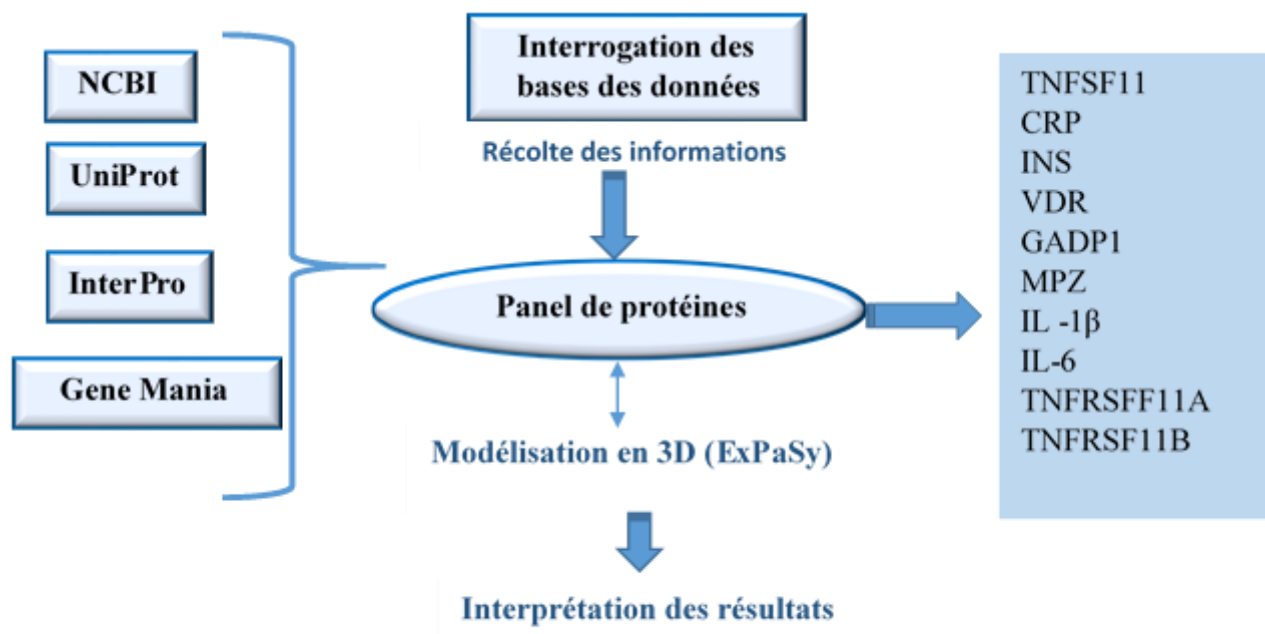 NCBI
UniProt
InterPro
Gene Mania
Interrogation des
bases des données
Récolte des informations
Panel de protéines
Modélisation en 3D (ExPaSy)
Interprétation des résultats
TNFSF11
CRP
INS
VDR
GADP1
MPZ
IL -1β
IL-6
TNFRSFF11A
TNFRSF11B